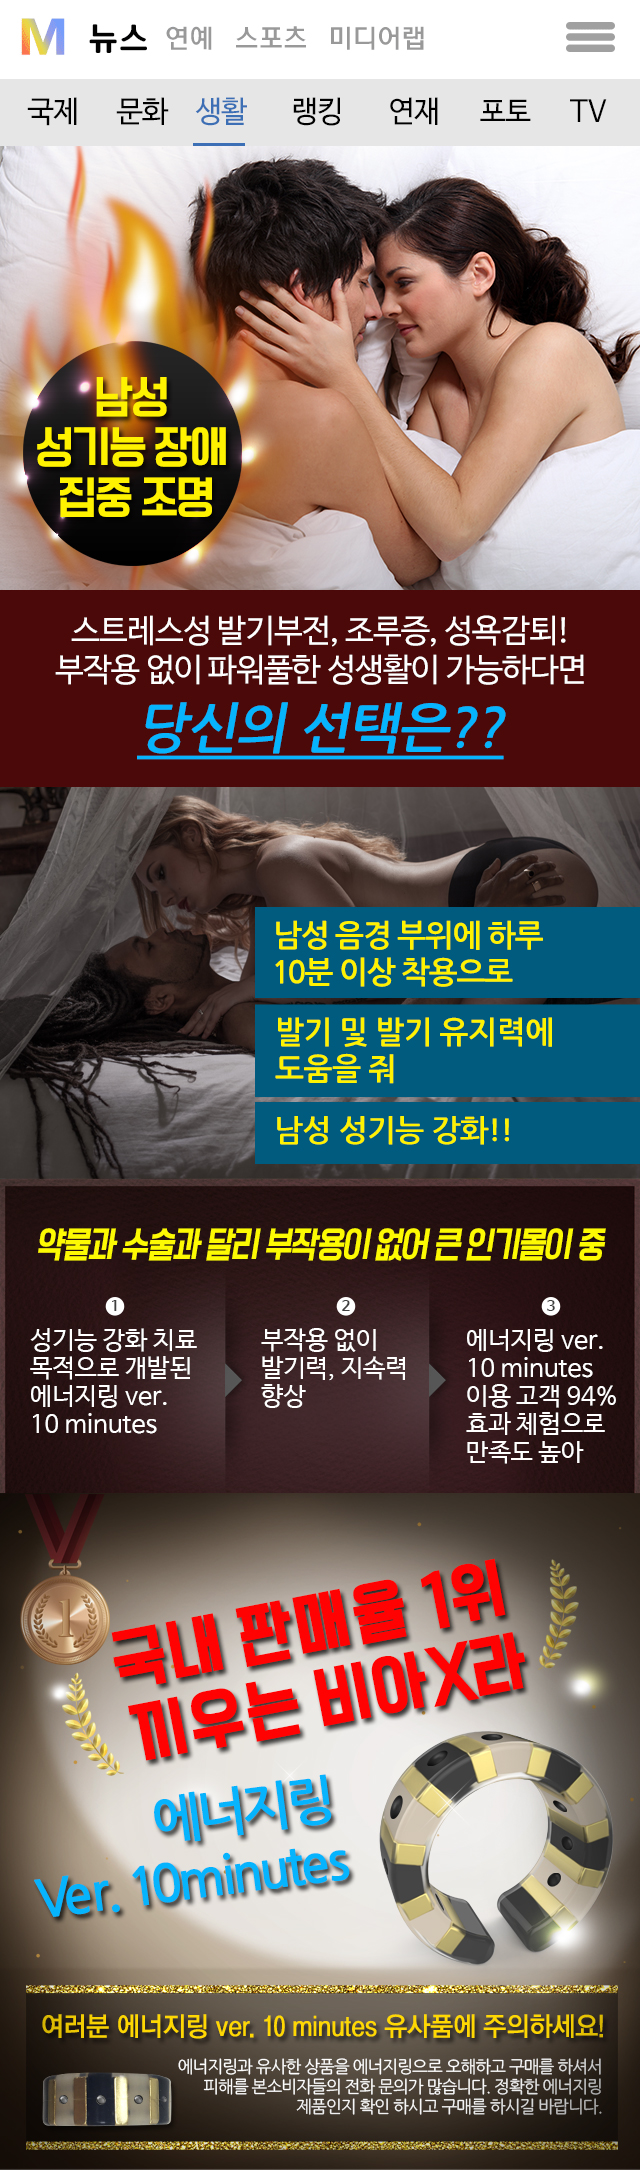 M 뉴스 연예 스포츠 미디어랩
국제 문화 생활 랭킹 연재 포토 TV
남성
성기능 장애
집중 조명
스트레스성 발기부전, 조루증, 성욕감퇴!
부작용 없이 파워풀한 성생활이 가능하다면
당신의 선택은??
남성 음경 부위에 하루
10분 이상 착용으로
발기 및 발기 유지력에
도움을 줘
남성 성기능 강화!!
약물과 수술과 달리 부작용이 없어 큰 인기몰이 중
1
성기능 강화 치료
목적으로 개발된
에너지링 ver.
10 minutes
2
부작용 없이
발기력, 지속력
향상
3
에너지링 ver.
10 minutes
이용 고객 94%
효과 체험으로
만족도 높아
1
국내 판매율 1위
끼우는 비아X라
에너지링
Ver. 10minutes
여러분 에너지링 ver. 10 minutes 유사품에 주의하세요!
에너지링과 유사한 상품을 에너지링으로 오해하고 구매를 하셔서
피해를 본소비자들의 전화 문의가 많습니다. 정확한 에너지링
제품인지 확인 하시고 구매를 하시길 바랍니다.